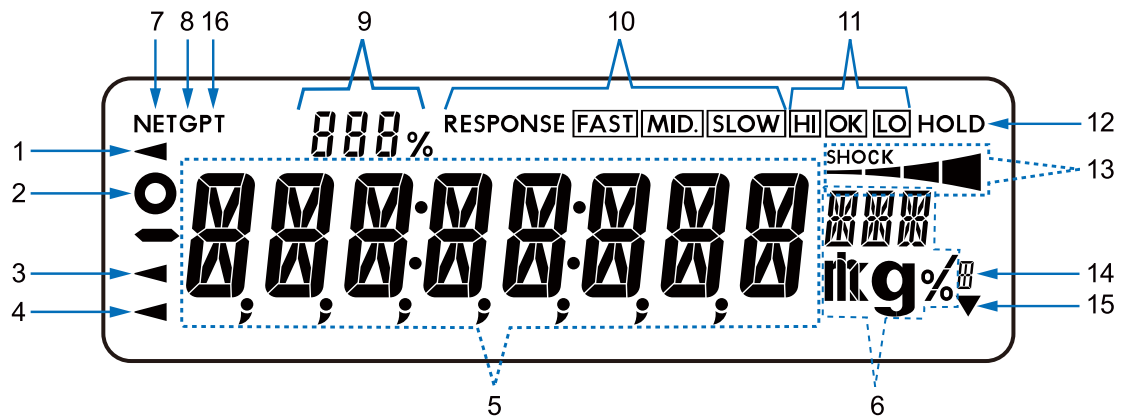 7 8 16 9 10 11
NETGPT 888% RESPONSE FAST MID. SLOW HI OK LO HOLD 12
1
SHOCK 13
2
3 kg% 14
4 15
5 6